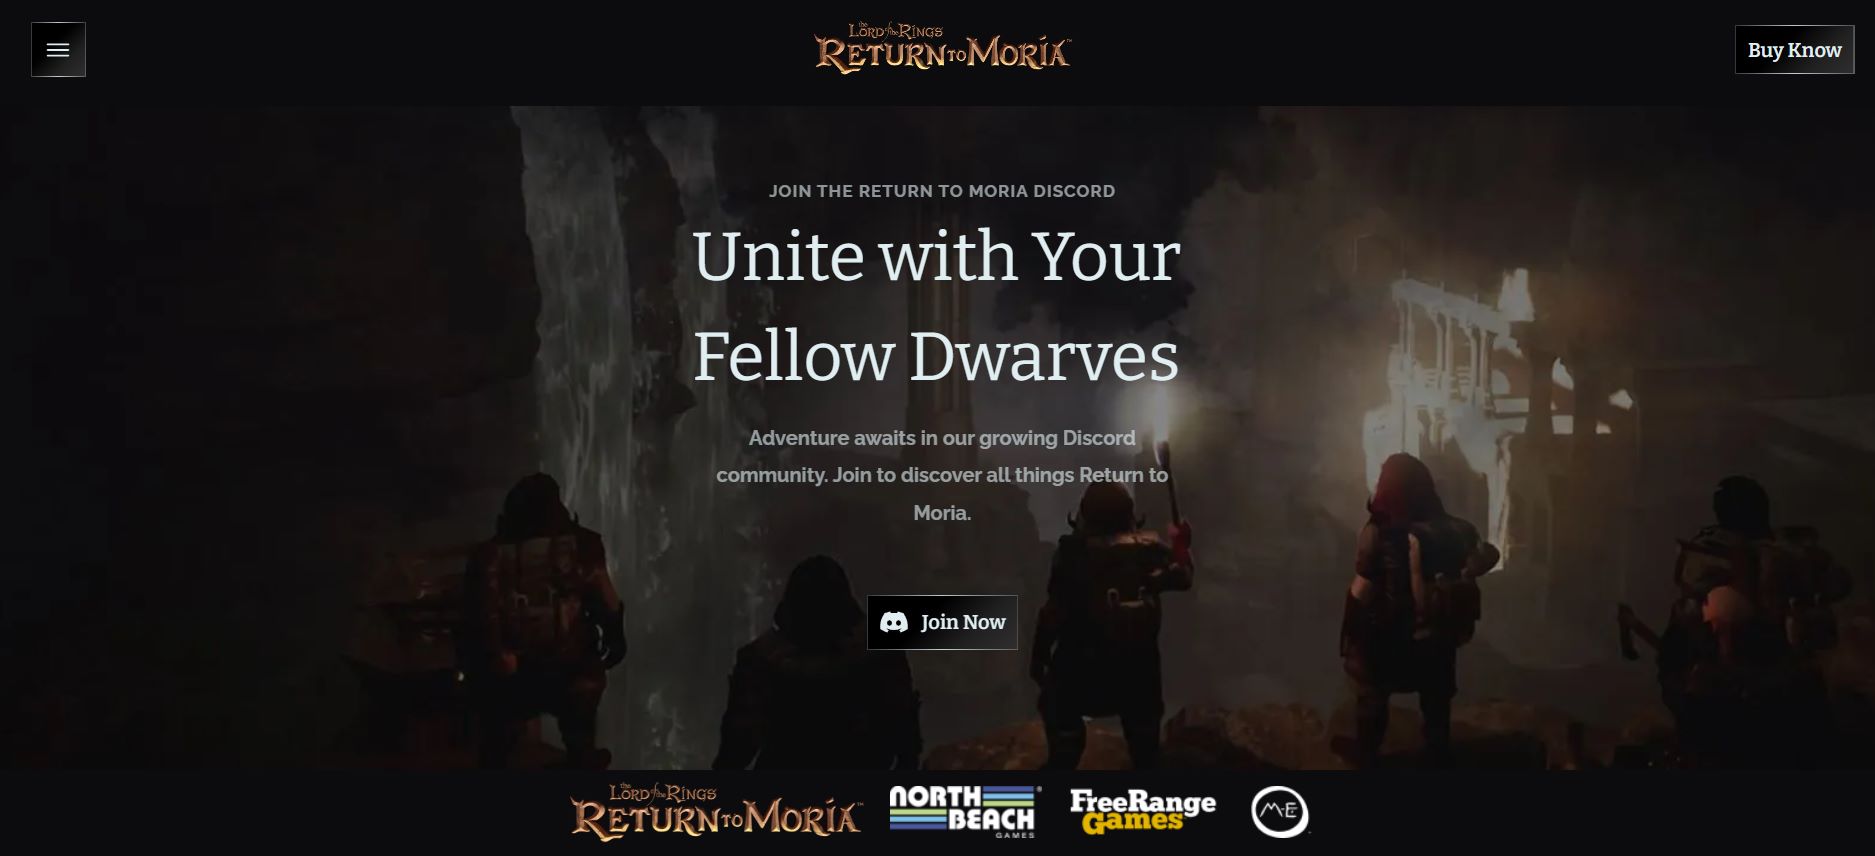 the
LORD of the RINGS
RETURN TO MORIA™
Buy Know
JOIN THE RETURN TO MORIA DISCORD
Unite with Your
Fellow Dwarves
Adventure awaits in our growing Discord
community. Join to discover all things Return to
Moria.
Join Now
the
LORD of the RINGS
RETURN TO MORIA™
NORTH
BEACH
GAMES
FreeRange
Games
M-E